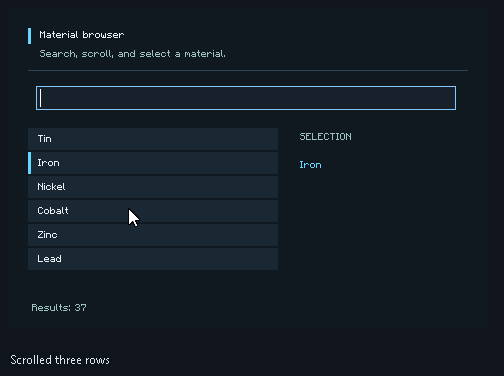 Material browser
Search, scroll, and select a material.
Tin
Iron
Nickel
Cobalt
Zinc
Lead
SELECTION
Iron
Results: 37
Scrolled three rows